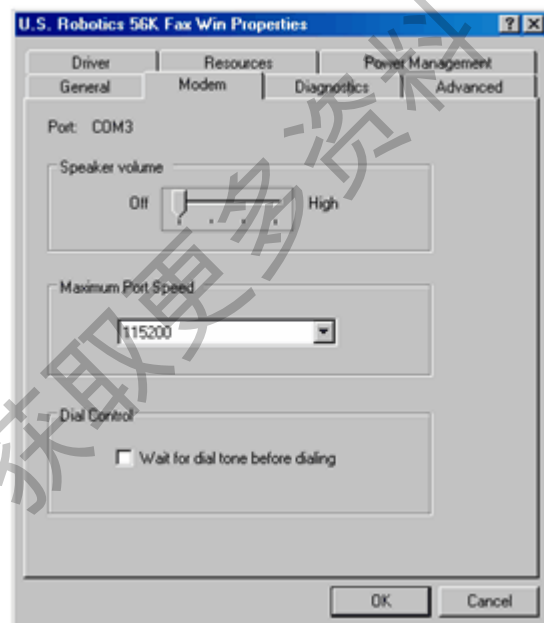 U.S. Robotics 56K Fax Win Properties
Driver Resources Power Management
General Modem Diagnostics Advanced
Port: COM3
Speaker volume
Off High
Maximum Port Speed
115200
Dial Control
Wait for dial tone before dialing
OK Cancel
获取更多资料